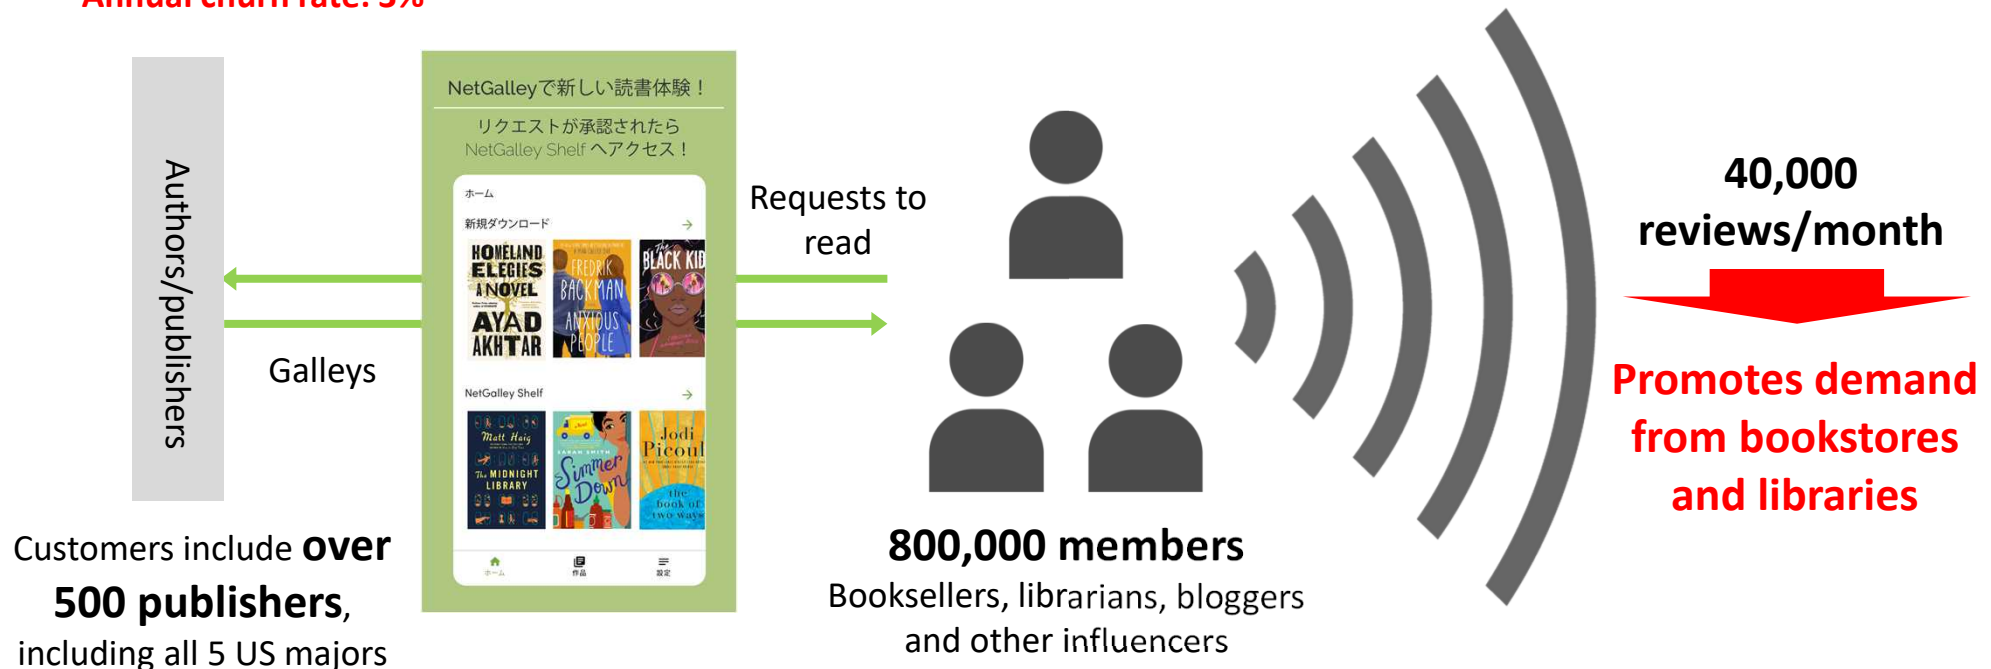 Annual churn rate: 3%
Authors/publishers
NetGalleyで新しい読書体験！
リクエストが承認されたら
NetGalley Shelf へアクセス！
ホーム
新規ダウンロード
HOMELAND
ELEGIES
A NOVEL
AYAD
AKHTAR
FREDRIK
BACKMAN
ANXIOUS
PEOPLE
The
BLACK KID
NetGalley Shelf
Matt Haig
The MIDNIGHT
LIBRARY
SARAH SMITH
Simmer
Down
Jodi
Picoul
the
book of
two ways
ホーム
作品
設定
Requests to
read
Galleys
Customers include over
500 publishers,
including all 5 US majors
800,000 members
Booksellers, librarians, bloggers
and other influencers
40,000
reviews/month
Promotes demand
from bookstores
and libraries